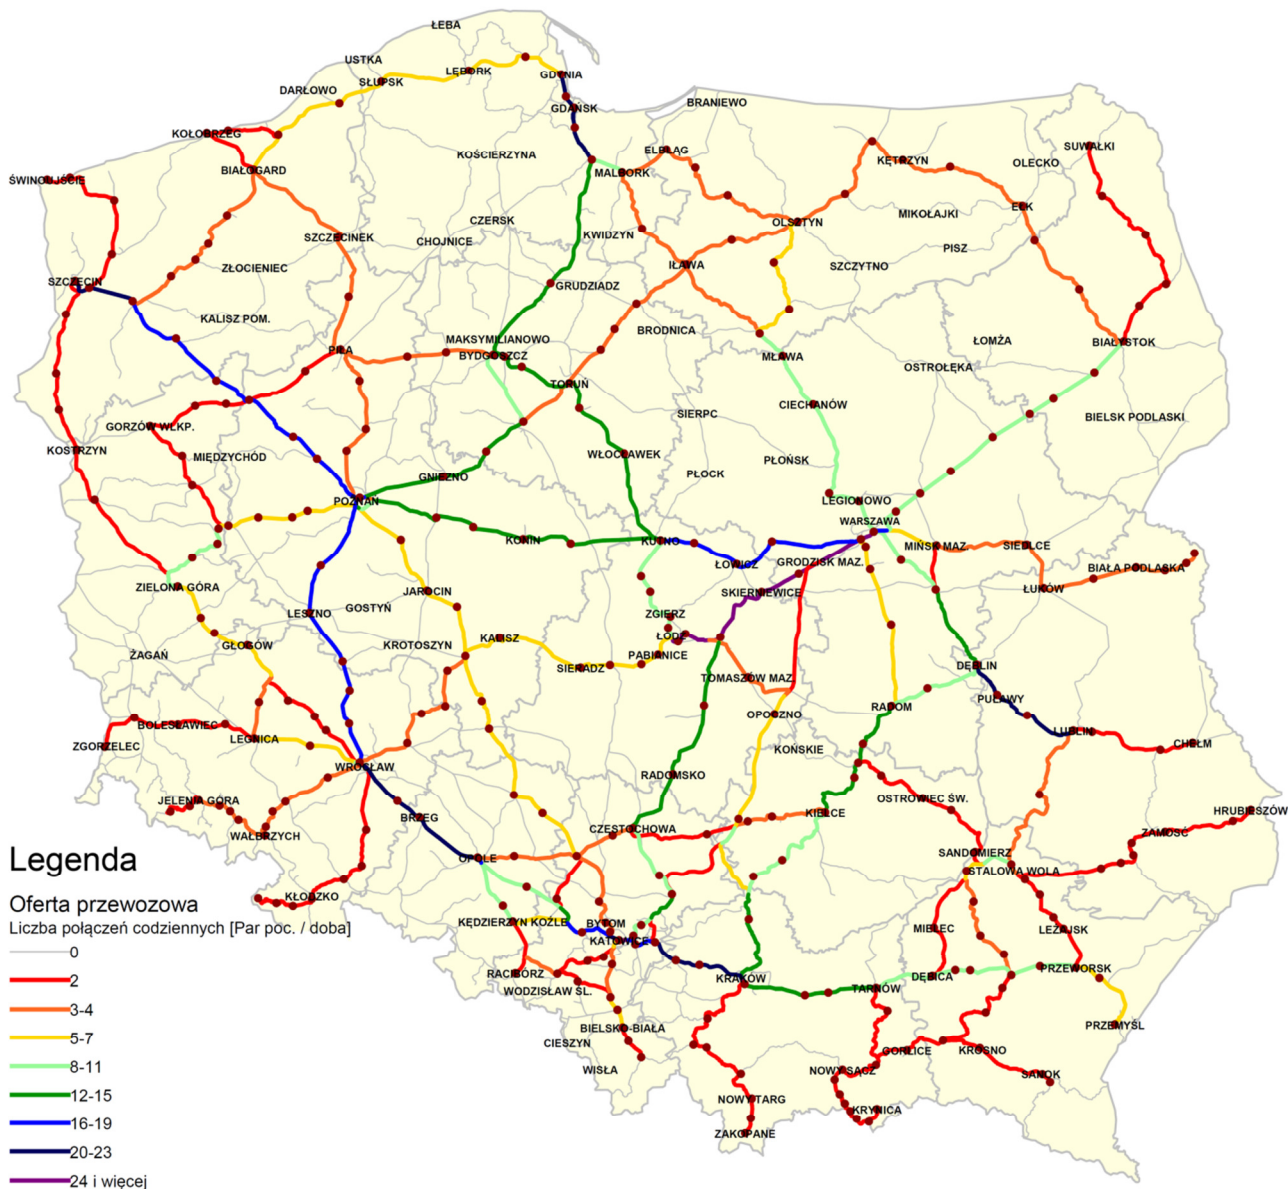 ŁEBA
USTKA
LĘBORK
GDYNIA
SŁUPSK
DARŁOWO
GDAŃSK
BRANIEWO
KOŁOBRZEG
KOŚCIERZYNA
ELBLĄG
KĘTRZYN
OLECKO
SUWAŁKI
BIAŁOGARD
MALBORK
ŚWINOUJŚCIE
EŁK
CZERSK
OLSZTYN
MIKOŁAJKI
SZCZECINEK
CHOJNICE
KWIDZYN
PISZ
ZŁOCIENIEC
IŁAWA
SZCZYTNO
SZCZECIN
GRUDZIĄDZ
KALISZ POM.
BRODNICA
MAKSYMILIANOWO
ŁOMŻA
BIAŁYSTOK
PIŁA
BYDGOSZCZ
MŁAWA
OSTROŁĘKA
TORUŃ
CIECHANÓW
SIERPC
BIELSK PODLASKI
GORZÓW WLKP.
KOSTRZYN
MIĘDZYCHÓD
WŁOCŁAWEK
PŁOŃSK
GNIEZNO
PŁOCK
POZNAŃ
LEGIONOWO
WARSZAWA
KONIN
KUTNO
MIŃSK MAZ.
SIEDLCE
ŁOWICZ
GRODZISK MAZ.
BIAŁA PODLASKA
ZIELONA GÓRA
JAROCIN
SKIERNIEWICE
ŁUKÓW
LESZNO
GOSTYŃ
ZGIERZ
GŁOGÓW
KROTOSZYN
KALISZ
ŁÓDŹ
ŻAGAŃ
SIERADZ
PABIANICE
DĘBLIN
TOMASZÓW MAZ.
PUŁAWY
BOLESŁAWIEC
OPOCZNO
RADOM
LUBLIN
ZGORZELEC
LEGNICA
KOŃSKIE
CHEŁM
WROCŁAW
RADOMSKO
JELENIA GÓRA
OSTROWIEC ŚW.
HRUBIESZÓW
BRZEG
KIELCE
WAŁBRZYCH
CZĘSTOCHOWA
ZAMOŚĆ
SANDOMIERZ
OPOLE
STALOWA WOLA
KŁODZKO
KĘDZIERZYN KOŹLE
BYTOM
MIELEC
LEŻAJSK
KATOWICE
RACIBÓRZ
KRAKÓW
DĘBICA
PRZEWORSK
WODZISŁAW ŚL.
TARNÓW
BIELSKO-BIAŁA
PRZEMYŚL
CIESZYN
GORLICE
KROSNO
WISŁA
NOWY SĄCZ
SANOK
NOWY TARG
KRYNICA
ZAKOPANE
Legenda
Oferta przewozowa
Liczba połączeń codziennych [Par poc. / doba]
0
2
3-4
5-7
8-11
12-15
16-19
20-23
24 i więcej